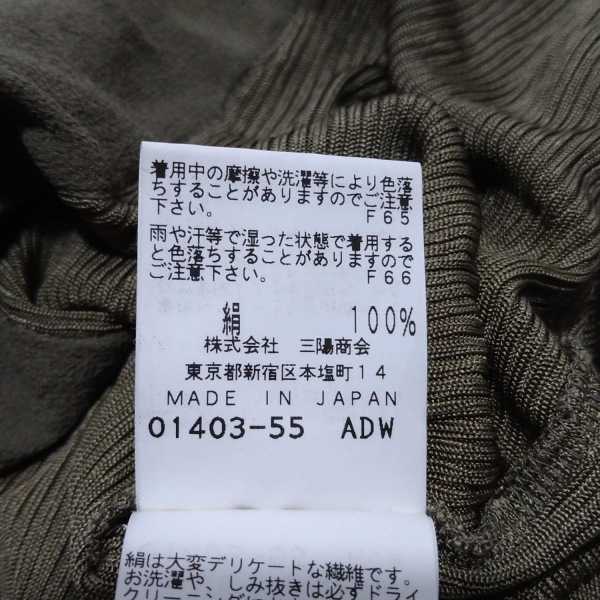 着用中の摩擦や洗濯等により色落
ちすることがありますのでご注意
下さい。 F65
雨や汗等で湿った状態で着用する
と色落ちすることがありますので
ご注意下さい。 F66
絹 100%
株式会社 三陽商会
東京都新宿区本塩町14
MADE IN JAPAN
01403-55 ADW
絹は大変デリケートな繊維です。
お洗濯や、しみ抜きは必ずドライ